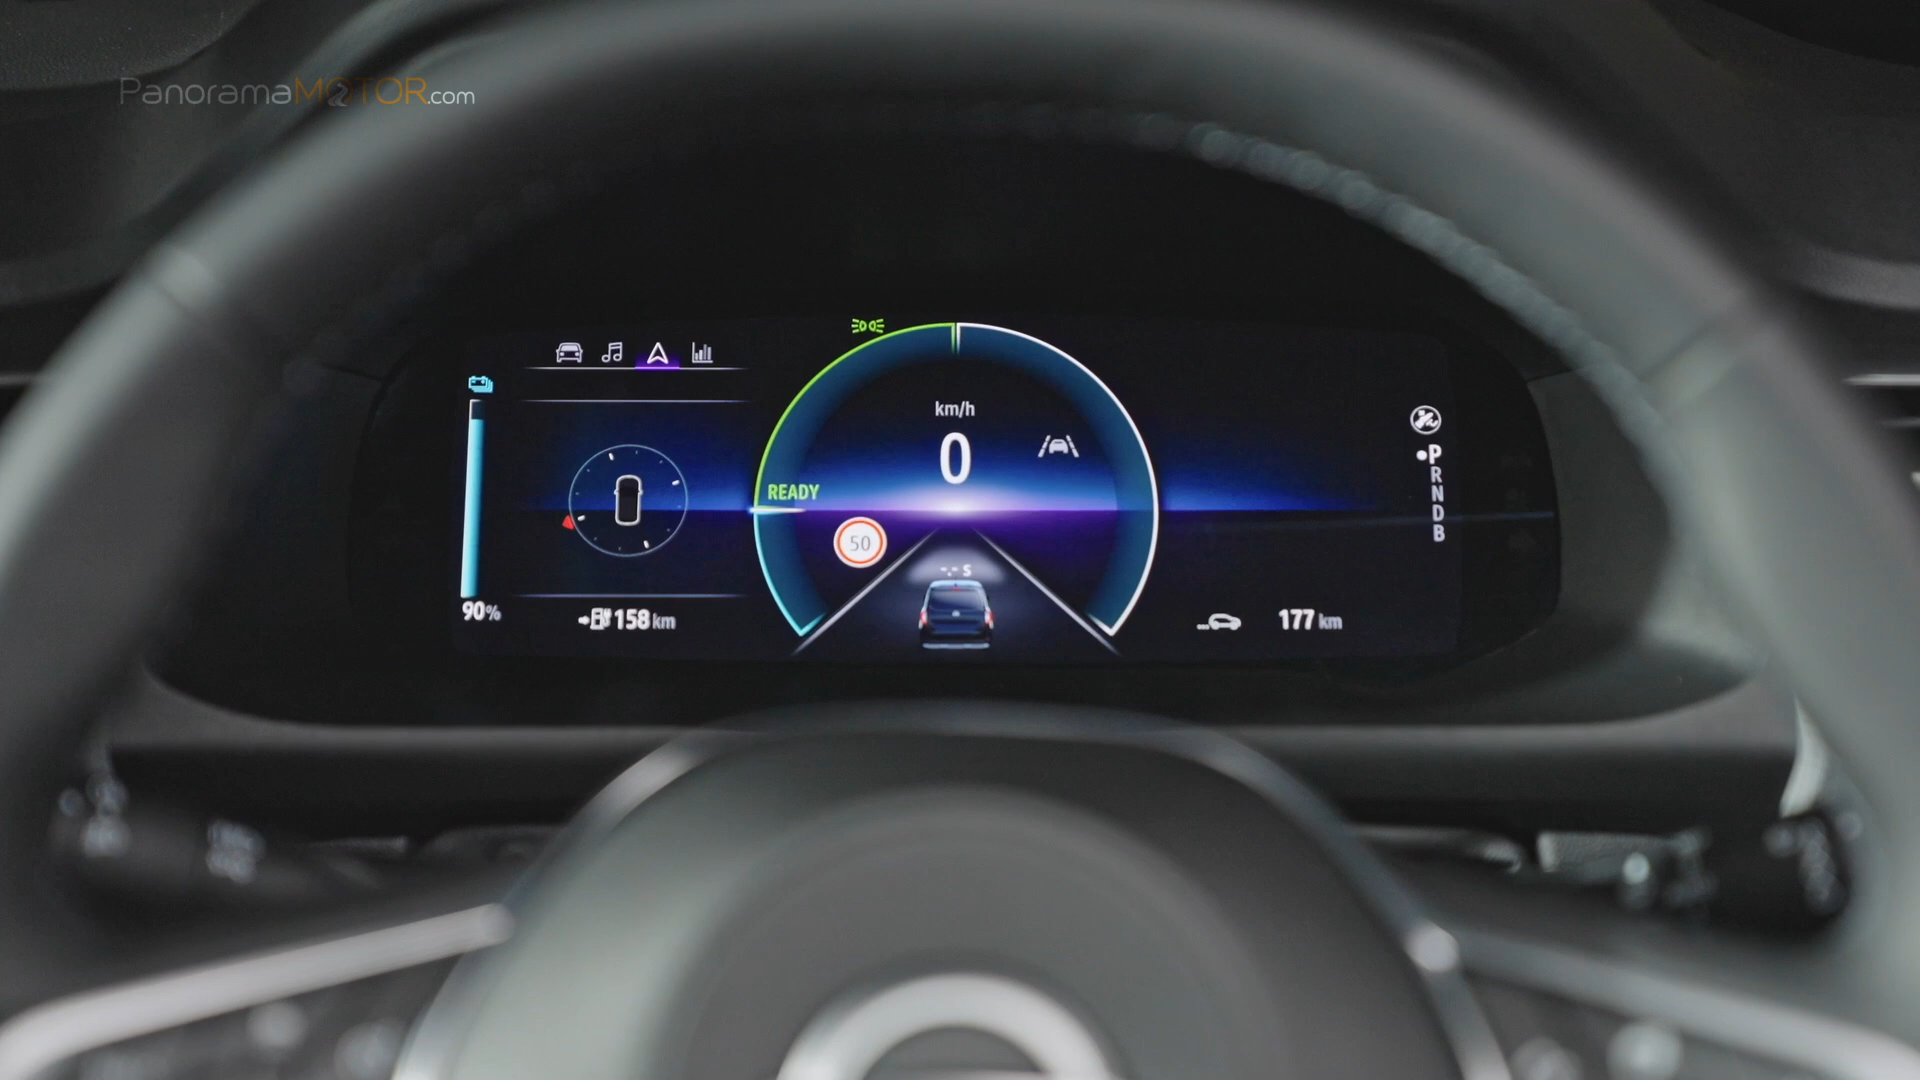 PanoramaMOTOR.com
km/h
0
READY
50
-.- S
90%
158 km
177 km
P
R
N
D
B